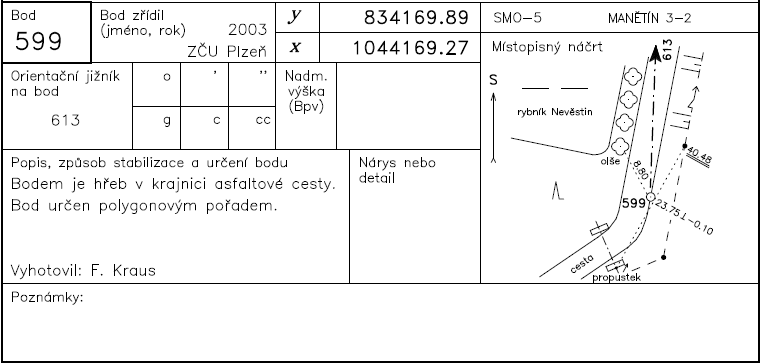 Bod
599
Bod zřídil
(jméno, rok) 2003
ZČU Plzeň
y 834169.89
x 1044169.27
SMO-5 MANĚTÍN 3-2
Orientační jižník
na bod
613
o ' ''
g c cc
Nadm.
výška
(Bpv)
Místopisný náčrt
S
613
rybník Nevěstin
olše
8.80
40.48
599
23.75⊥-0.10
cesta
propustek
Popis, způsob stabilizace a určení bodu
Bodem je hřeb v krajnici asfaltové cesty.
Bod určen polygonovým pořadem.
Vyhotovil: F. Kraus
Nárys nebo
detail
Poznámky: